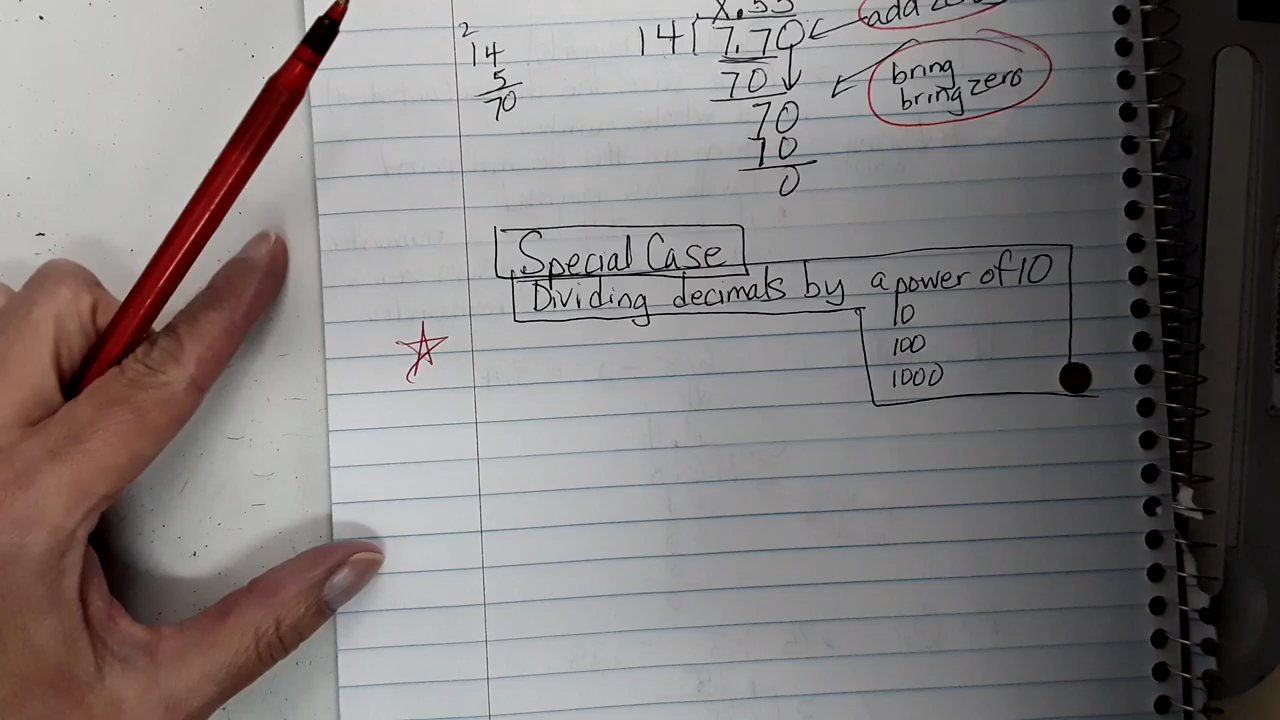 X.55
14 7.70 add
2
14
5
70
70
bring
bring zero
70
70
0
Special Case
Dividing decimals by a power of 10
10
100
1000